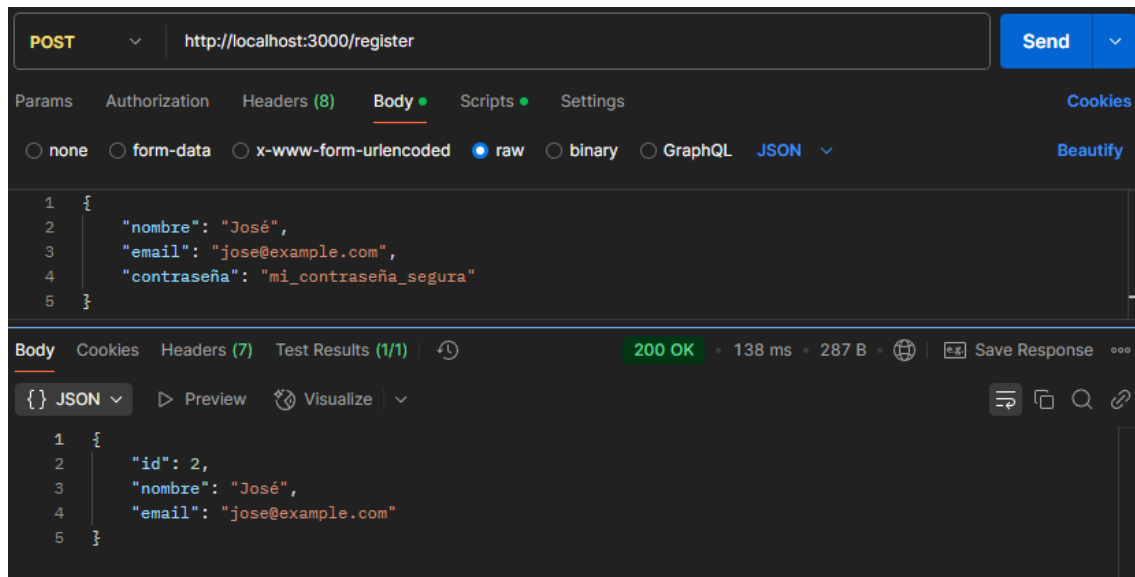 POST http://localhost:3000/register Send
Params Authorization Headers (8) Body Scripts Settings Cookies
none form-data x-www-form-urlencoded raw binary GraphQL JSON Beautify
1 {
2 "nombre": "José",
3 "email": "jose@example.com",
4 "contraseña": "mi_contraseña_segura"
5 }
Body Cookies Headers (7) Test Results (1/1) 200 OK • 138 ms • 287 B • e.g. Save Response
{} JSON Preview Visualize
1 {
2 "id": 2,
3 "nombre": "José",
4 "email": "jose@example.com"
5 }